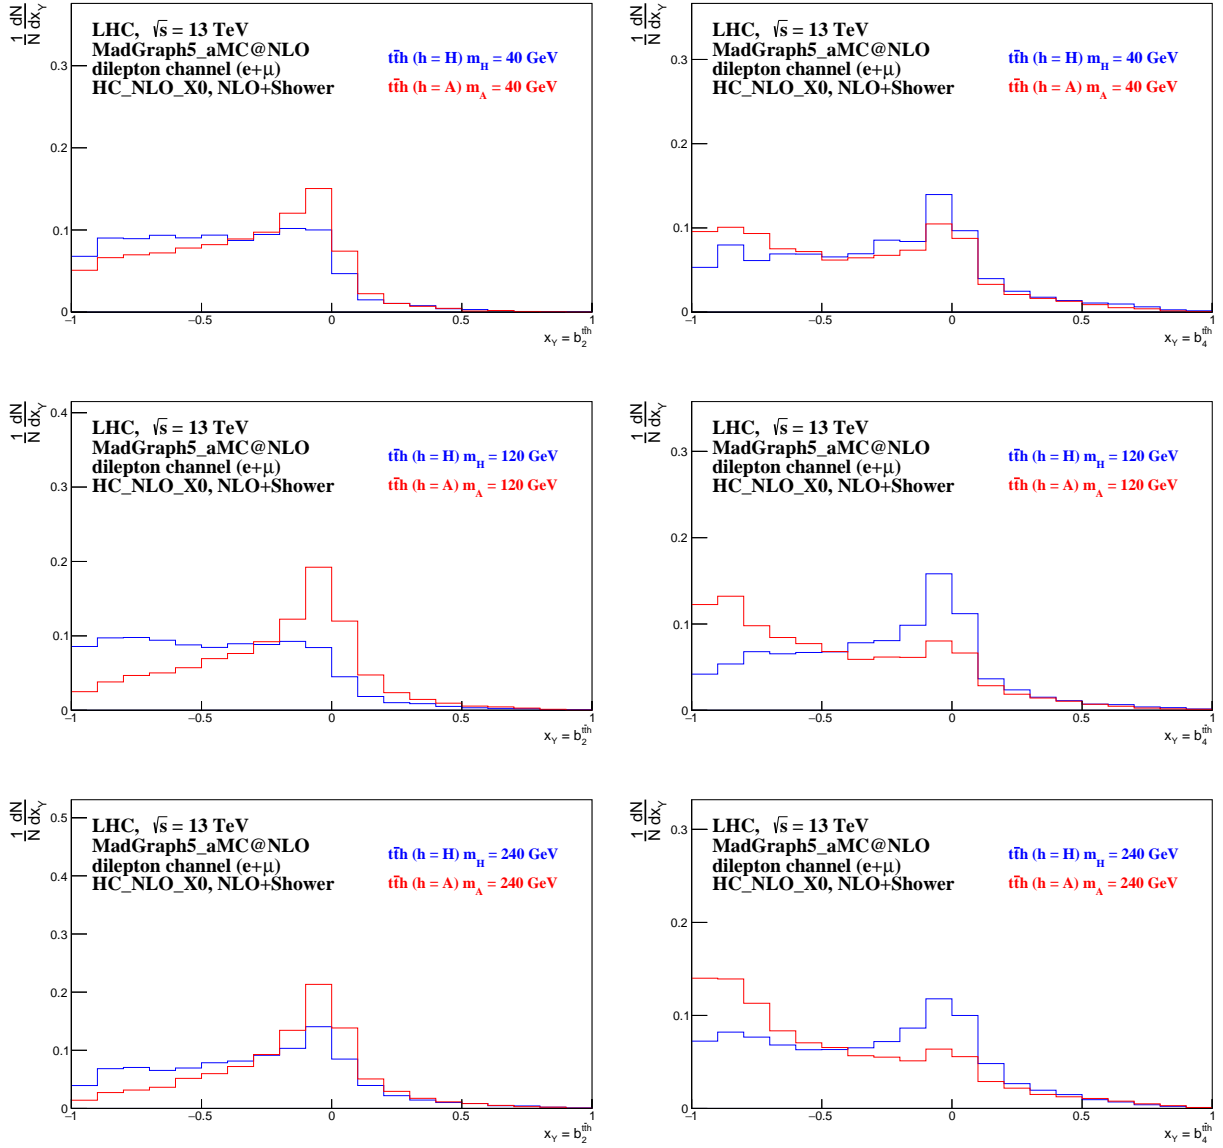 1/N dN/dx_Y
LHC, √s = 13 TeV
MadGraph5_aMC@NLO
dilepton channel (e+μ)
HC_NLO_X0, NLO+Shower
tt̄h (h = H) m_H = 40 GeV
tt̄h (h = A) m_A = 40 GeV
0.3
0.2
0.1
0
−1 −0.5 0 0.5 1
x_Y = b_2^{tt̄h}
1/N dN/dx_Y
LHC, √s = 13 TeV
MadGraph5_aMC@NLO
dilepton channel (e+μ)
HC_NLO_X0, NLO+Shower
tt̄h (h = H) m_H = 40 GeV
tt̄h (h = A) m_A = 40 GeV
0.3
0.2
0.1
0
−1 −0.5 0 0.5 1
x_Y = b_4^{tt̄h}
1/N dN/dx_Y
LHC, √s = 13 TeV
MadGraph5_aMC@NLO
dilepton channel (e+μ)
HC_NLO_X0, NLO+Shower
tt̄h (h = H) m_H = 120 GeV
tt̄h (h = A) m_A = 120 GeV
0.4
0.3
0.2
0.1
0
−1 −0.5 0 0.5 1
x_Y = b_2^{tt̄h}
1/N dN/dx_Y
LHC, √s = 13 TeV
MadGraph5_aMC@NLO
dilepton channel (e+μ)
HC_NLO_X0, NLO+Shower
tt̄h (h = H) m_H = 120 GeV
tt̄h (h = A) m_A = 120 GeV
0.3
0.2
0.1
0
−1 −0.5 0 0.5 1
x_Y = b_4^{tt̄h}
1/N dN/dx_Y
LHC, √s = 13 TeV
MadGraph5_aMC@NLO
dilepton channel (e+μ)
HC_NLO_X0, NLO+Shower
tt̄h (h = H) m_H = 240 GeV
tt̄h (h = A) m_A = 240 GeV
0.5
0.4
0.3
0.2
0.1
0
−1 −0.5 0 0.5 1
x_Y = b_2^{tt̄h}
1/N dN/dx_Y
LHC, √s = 13 TeV
MadGraph5_aMC@NLO
dilepton channel (e+μ)
HC_NLO_X0, NLO+Shower
tt̄h (h = H) m_H = 240 GeV
tt̄h (h = A) m_A = 240 GeV
0.3
0.2
0.1
0
−1 −0.5 0 0.5 1
x_Y = b_4^{tt̄h}